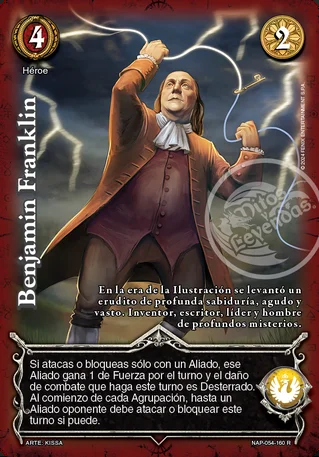 4
2
Héroe
Benjamin Franklin
© 2024 FENIX ENTERTAINMENT S.P.A.
Mitos y
Leyendas.
En la era de la Ilustración se levantó un
erudito de profunda sabiduría, agudo y
vasto. Inventor, escritor, líder y hombre
de profundos misterios.
Si atacas o bloqueas sólo con un Aliado, ese
Aliado gana 1 de Fuerza por el turno y el daño
de combate que haga este turno es Desterrado.
Al comienzo de cada Agrupación, hasta un
Aliado oponente debe atacar o bloquear este
turno si puede.
ARTE: KISSA
NAP-054-160 R